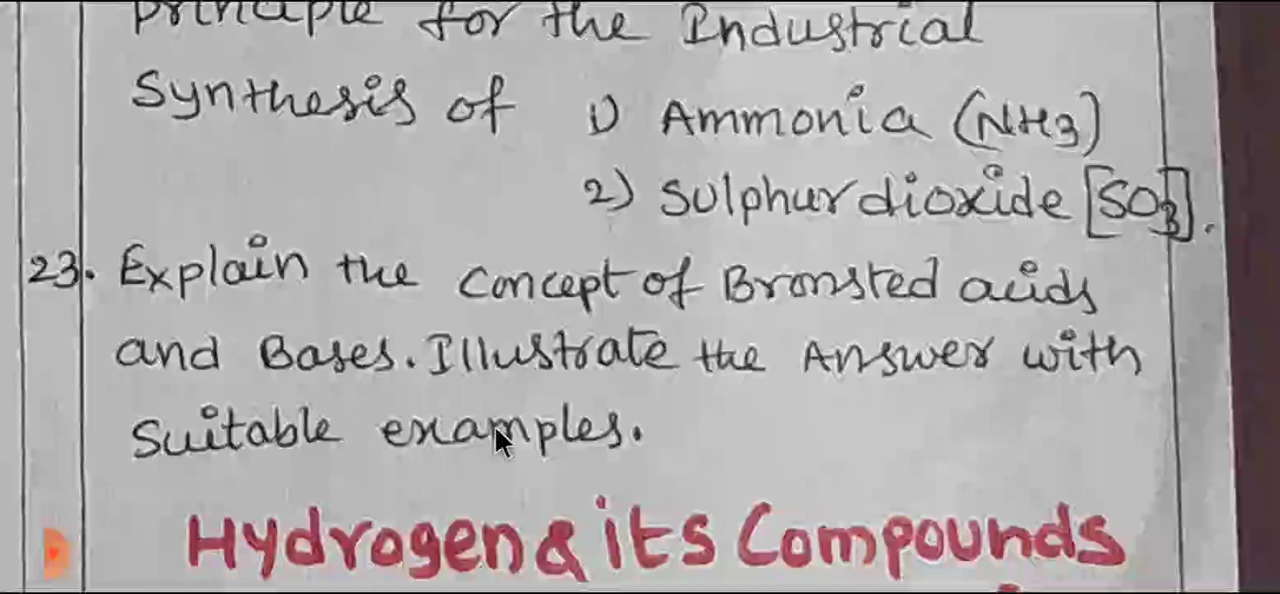 principle for the Industrial
Synthesis of 1) Ammonia (NH3)
2) Sulphur dioxide [SO3].
23. Explain the Concept of Bronsted acids
and Bases. Illustrate the Answer with
Suitable examples.
Hydrogen & its Compounds